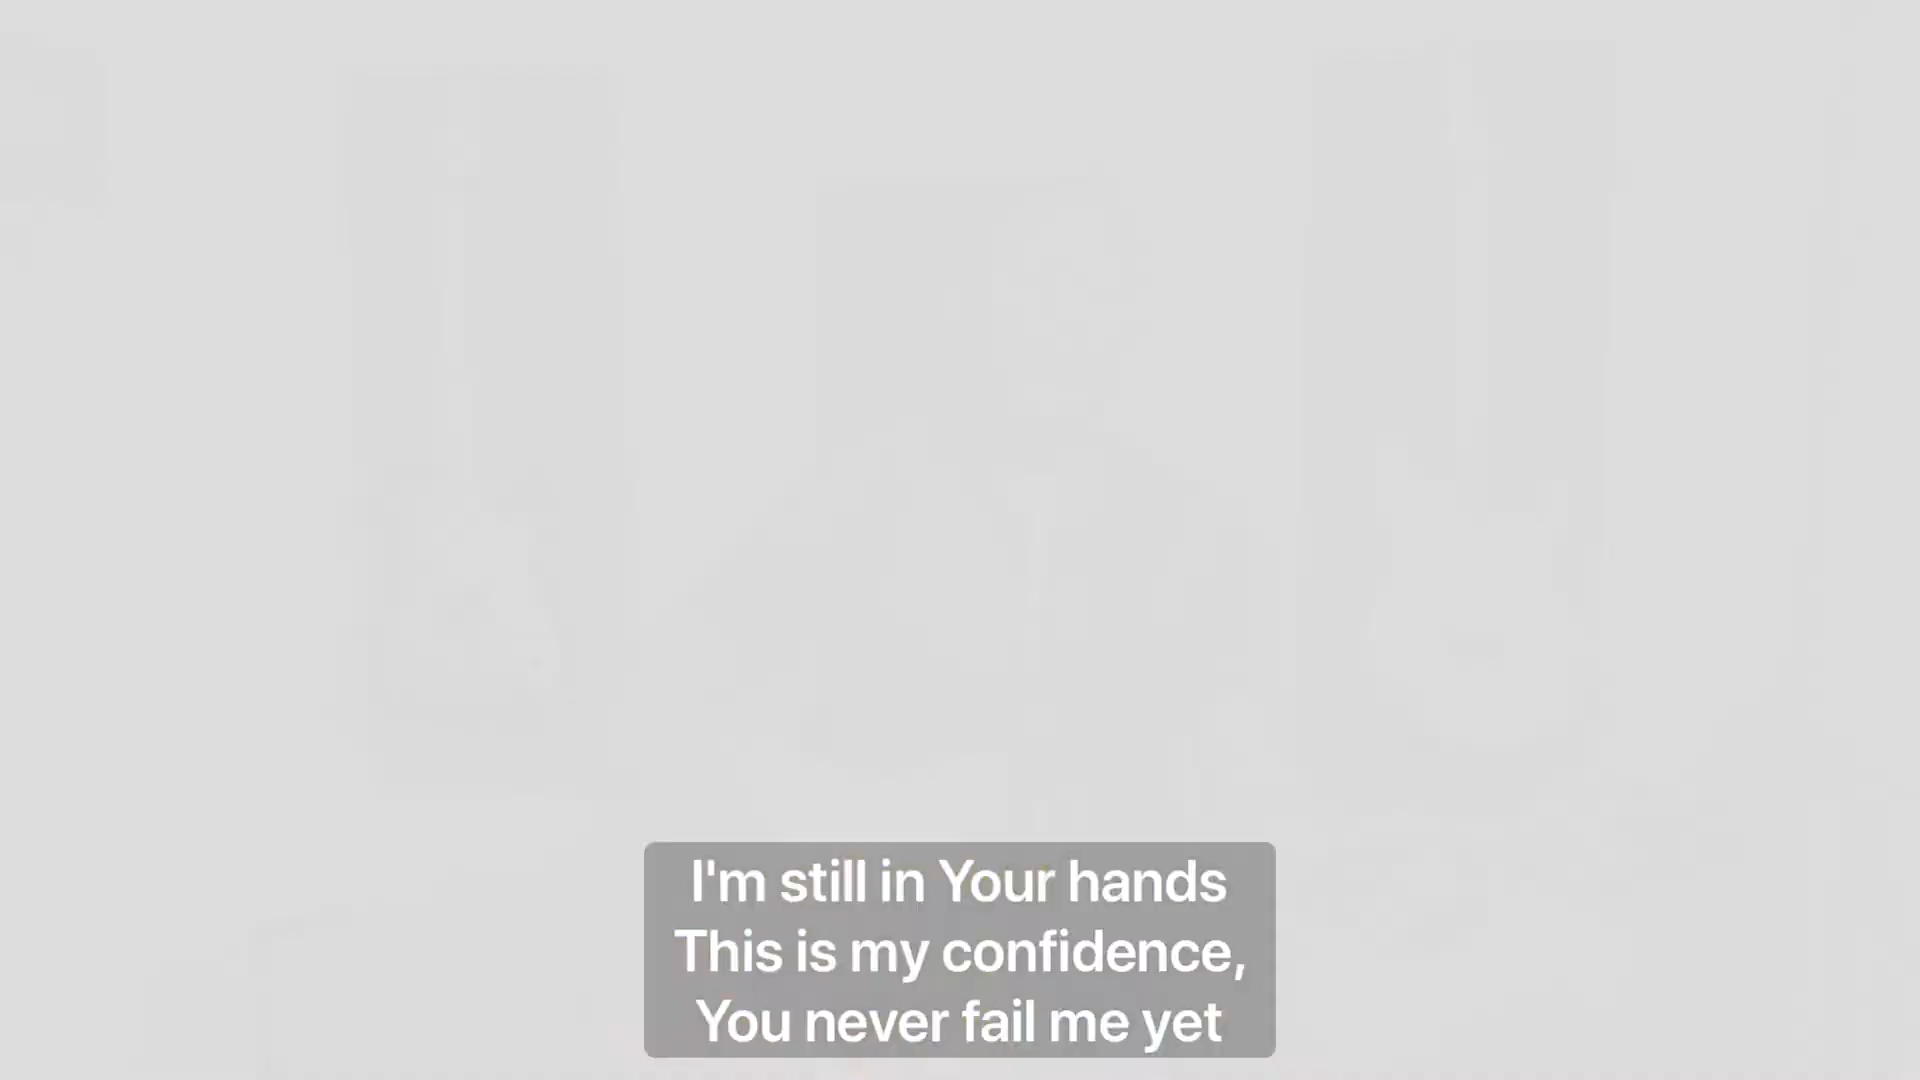 I'm still in Your hands
This is my confidence,
You never fail me yet